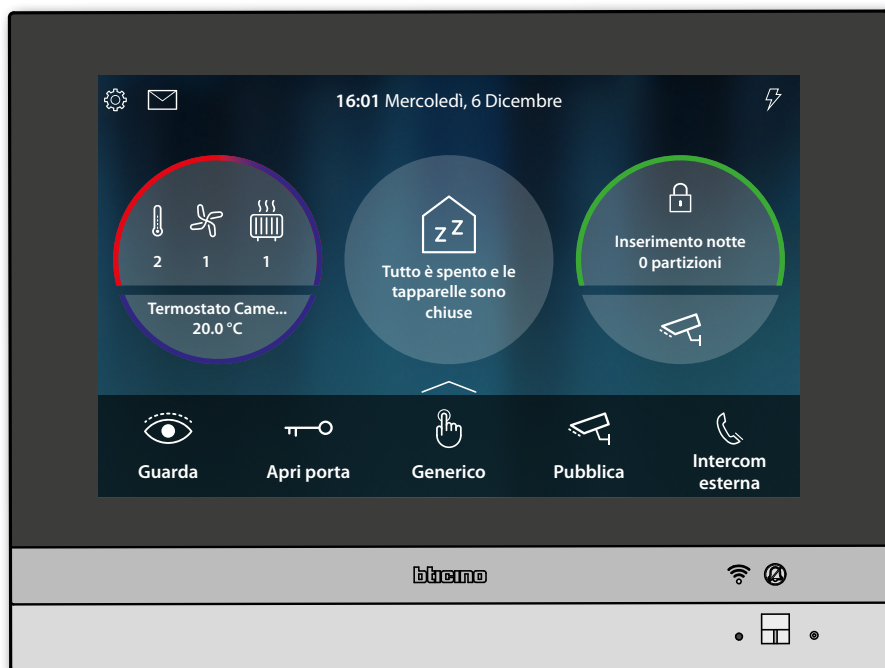 16:01 Mercoledì, 6 Dicembre
2 1 1
Termostato Came...
20.0 °C
zZ
Tutto è spento e le
tapparelle sono
chiuse
Inserimento notte
0 partizioni
Guarda
Apri porta
Generico
Pubblica
Intercom
esterna
bticino